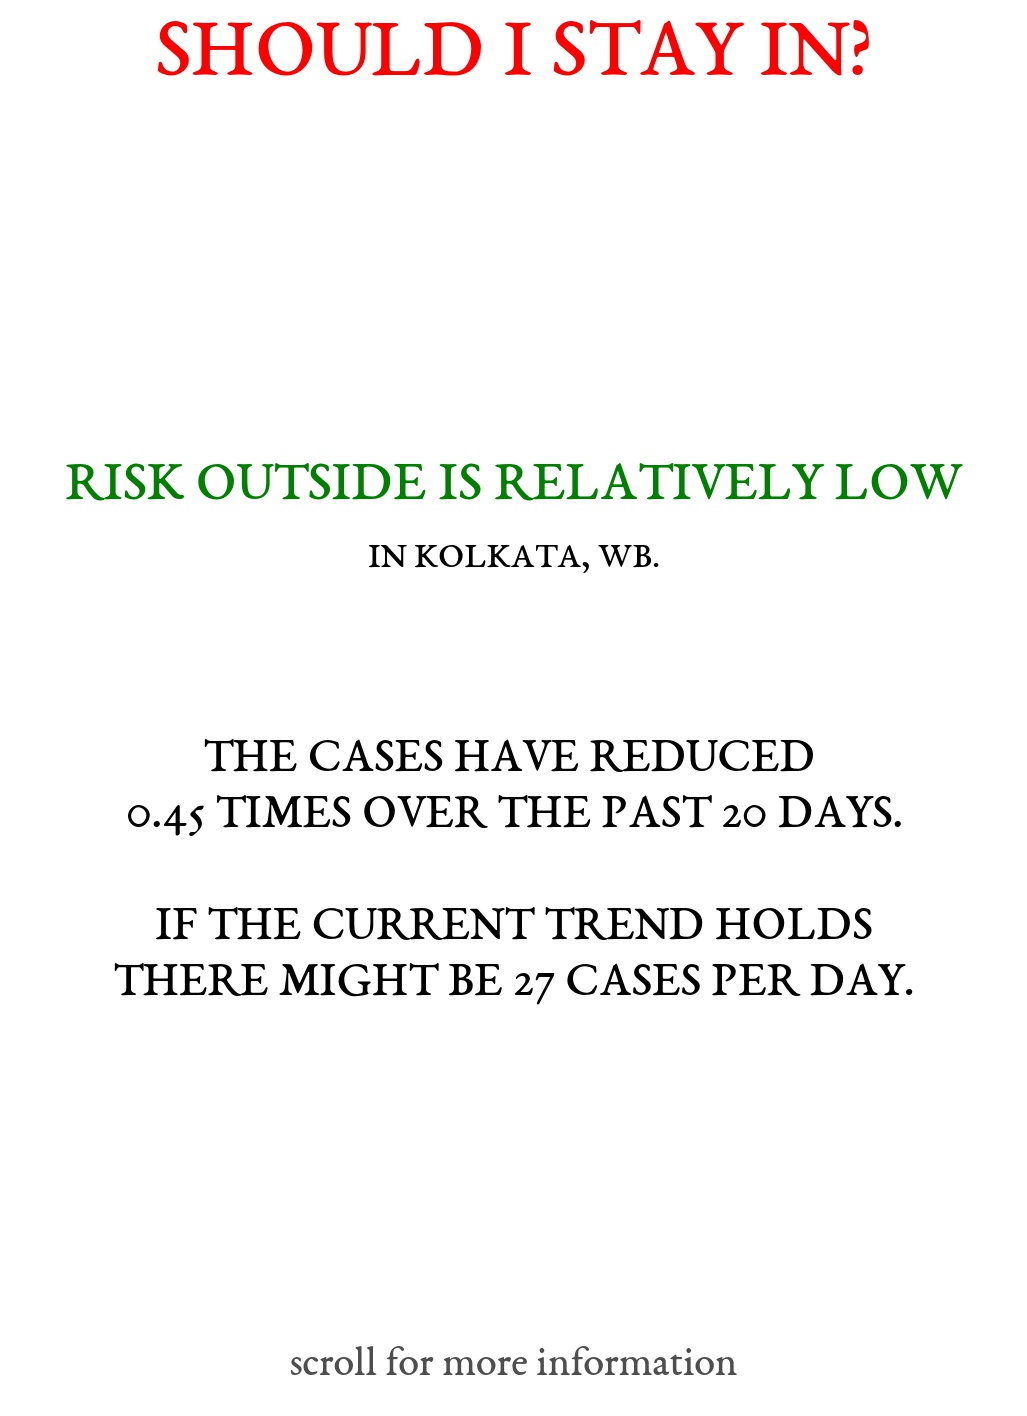 SHOULD I STAY IN?
RISK OUTSIDE IS RELATIVELY LOW
IN KOLKATA, WB.
THE CASES HAVE REDUCED
0.45 TIMES OVER THE PAST 20 DAYS.
IF THE CURRENT TREND HOLDS
THERE MIGHT BE 27 CASES PER DAY.
scroll for more information